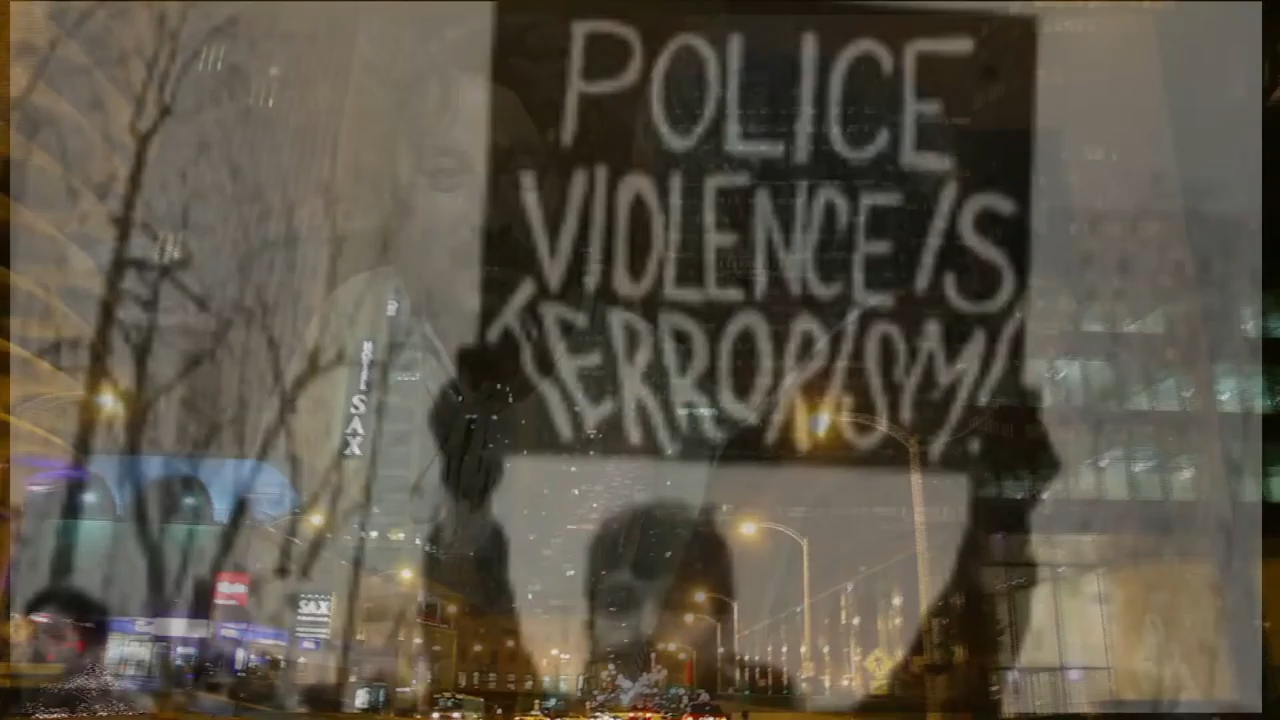 POLICE
VIOLENCE IS
TERRORISM!
HOTEL SAX
SAX